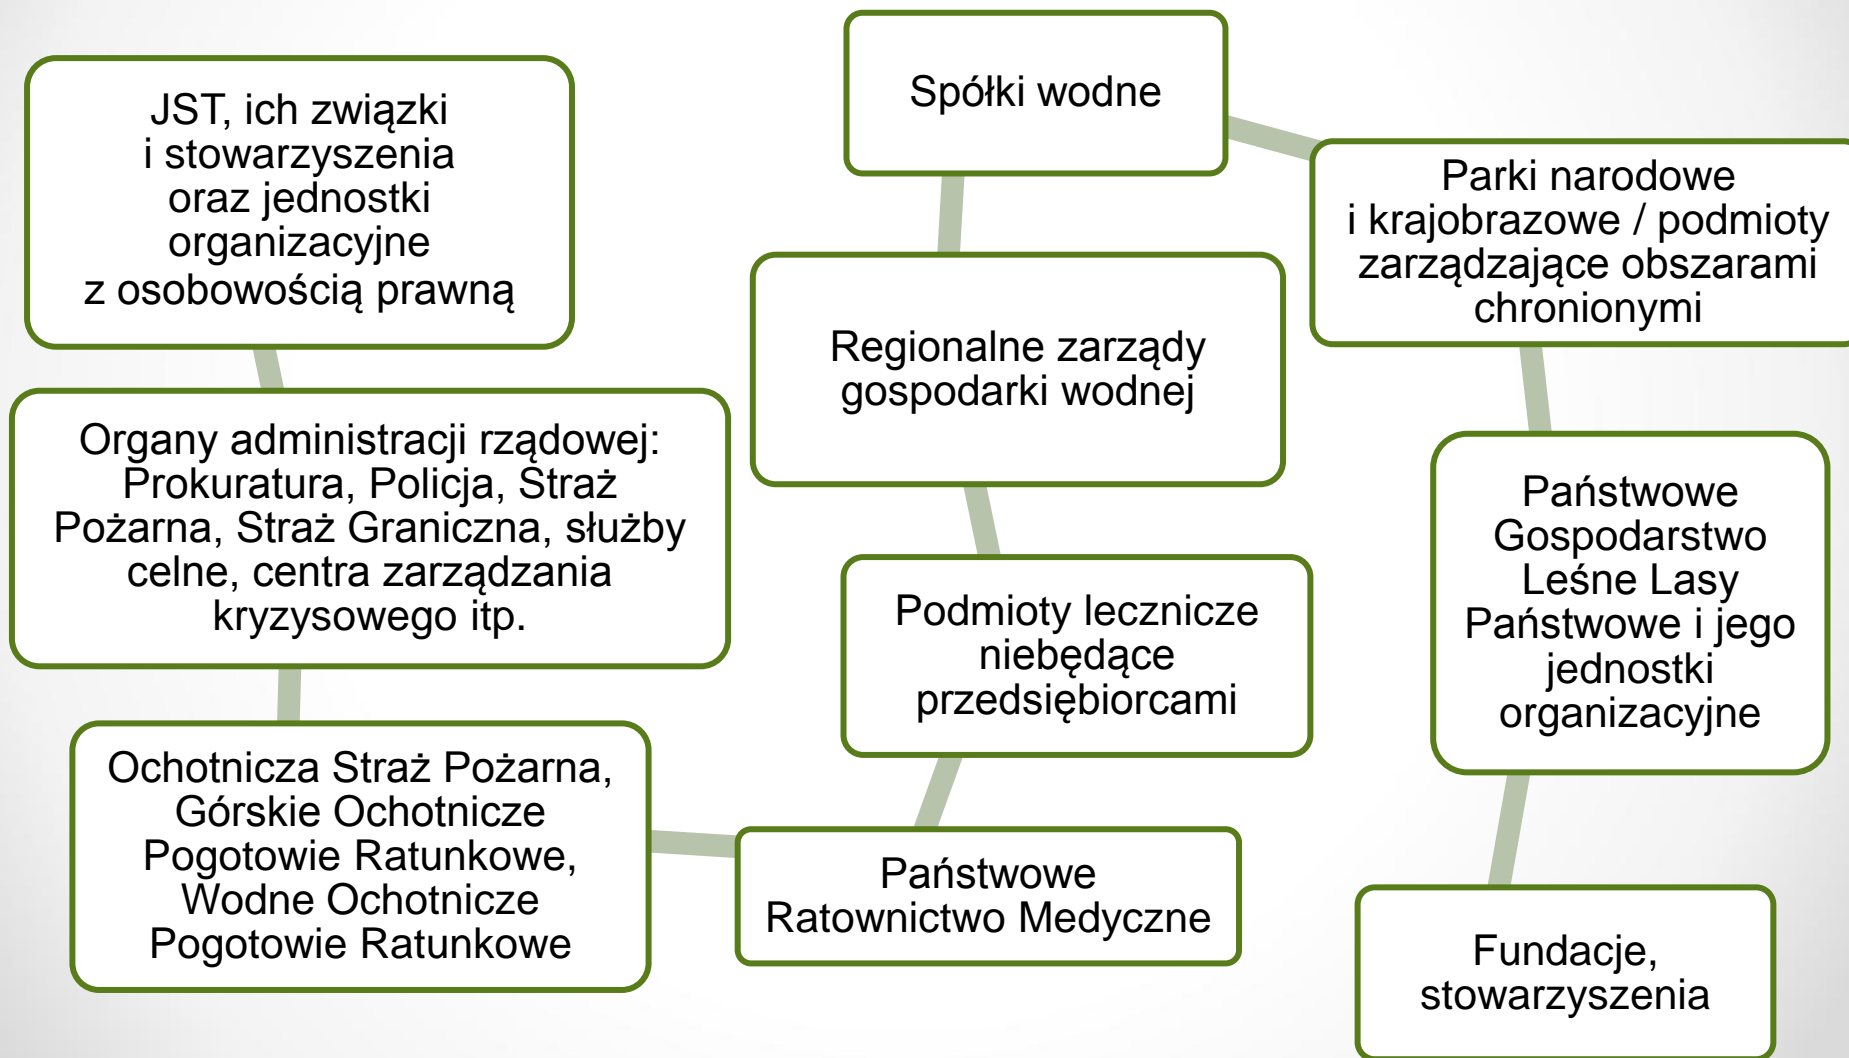 JST, ich związki
i stowarzyszenia
oraz jednostki
organizacyjne
z osobowością prawną
Organy administracji rządowej:
Prokuratura, Policja, Straż
Pożarna, Straż Graniczna, służby
celne, centra zarządzania
kryzysowego itp.
Ochotnicza Straż Pożarna,
Górskie Ochotnicze
Pogotowie Ratunkowe,
Wodne Ochotnicze
Pogotowie Ratunkowe
Państwowe
Ratownictwo Medyczne
Podmioty lecznicze
niebędące
przedsiębiorcami
Regionalne zarządy
gospodarki wodnej
Spółki wodne
Parki narodowe
i krajobrazowe / podmioty
zarządzające obszarami
chronionymi
Państwowe
Gospodarstwo
Leśne Lasy
Państwowe i jego
jednostki
organizacyjne
Fundacje,
stowarzyszenia